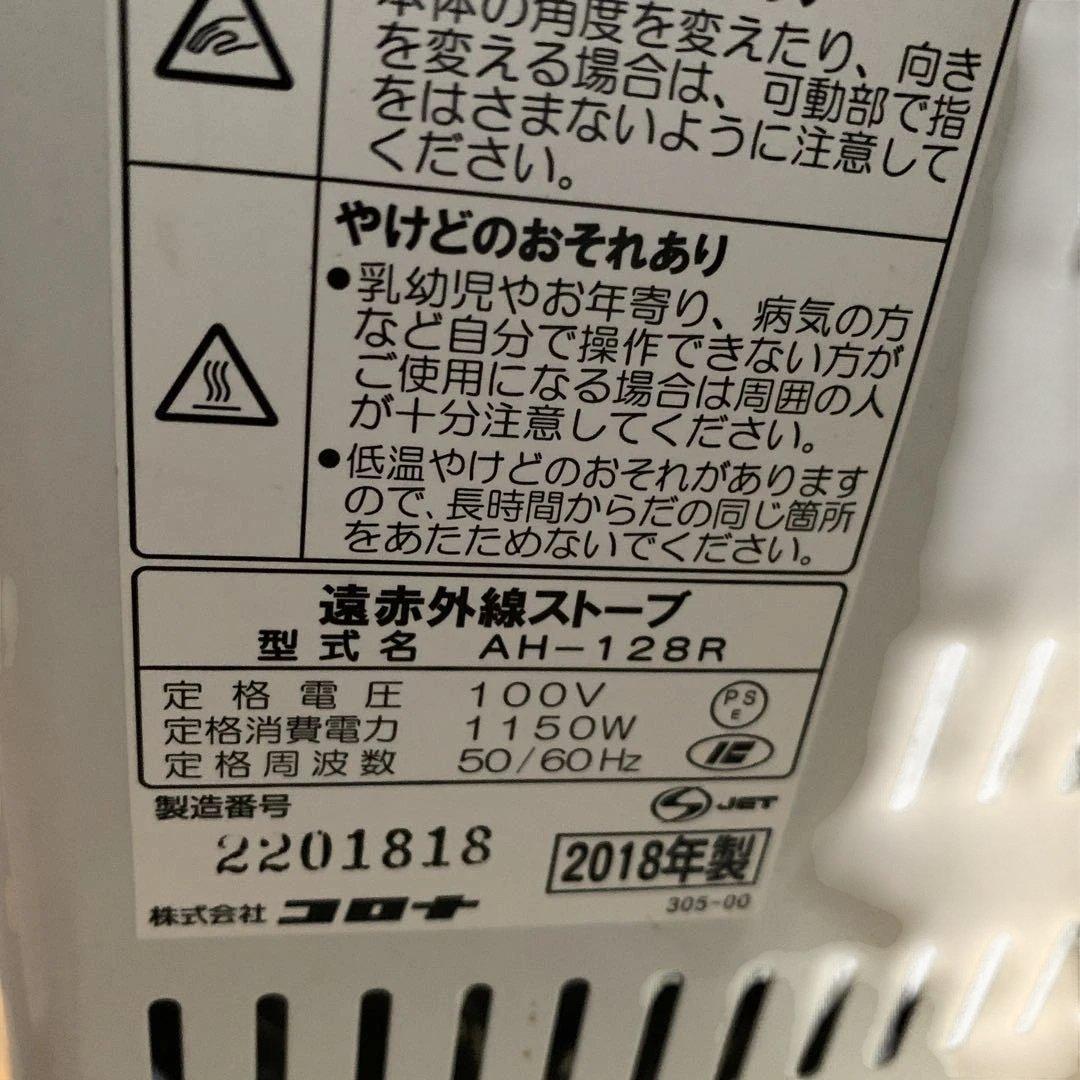 本体の角度を変えたり、向き
を変える場合は、可動部で指
をはさまないように注意して
ください。
やけどのおそれあり
●乳幼児やお年寄り、病気の方
など自分で操作できない方が
ご使用になる場合は周囲の人
が十分注意してください。
●低温やけどのおそれがあります
ので、長時間からだの同じ箇所
をあたためないでください。
遠赤外線ストーブ
型式名 AH-128R
定格電圧 100V
定格消費電力 1150W
定格周波数 50/60Hz
PS
E
製造番号
JET
2201818
2018年製
株式会社 コロナ
305-00